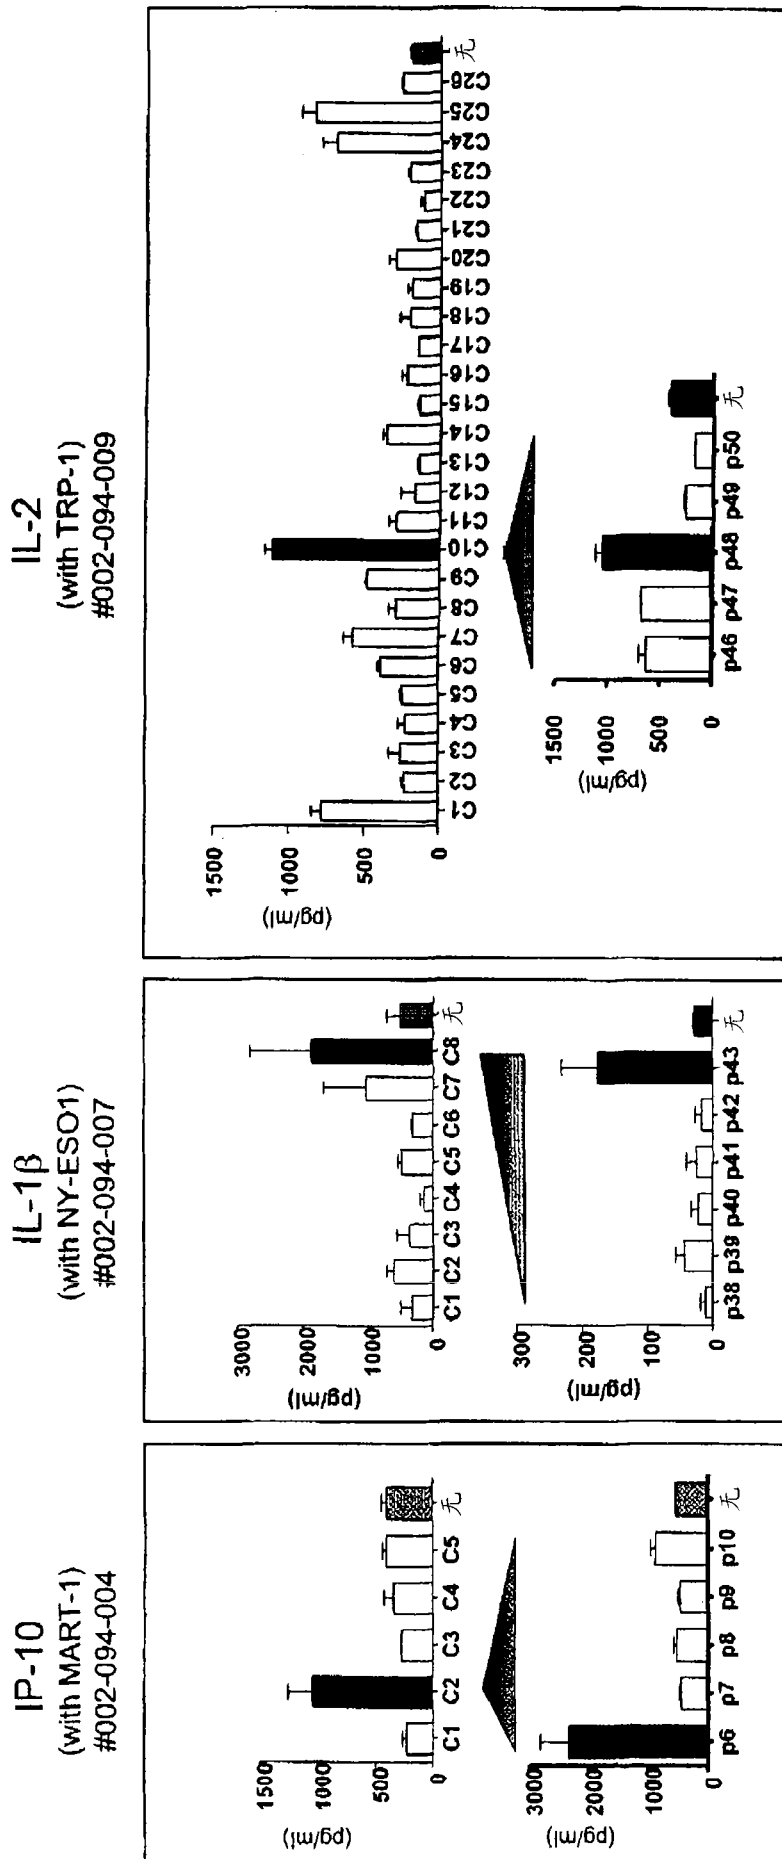 IP-10
(with MART-1)
#002-094-004
(pg/ml)
1500
1000
500
0
C1 C2 C3 C4 C5 无
(pg/ml)
3000
2000
1000
0
p6 p7 p8 p9 p10 无
IL-1β
(with NY-ESO1)
#002-094-007
(pg/ml)
3000
2000
1000
0
C1 C2 C3 C4 C5 C6 C7 C8 无
(pg/ml)
300
200
100
0
p38 p39 p40 p41 p42 p43 无
IL-2
(with TRP-1)
#002-094-009
(pg/ml)
1500
1000
500
0
C1 C2 C3 C4 C5 C6 C7 C8 C9 C10 C11 C12 C13 C14 C15 C16 C17 C18 C19 C20 C21 C22 C23 C24 C25 C26 无
(pg/ml)
1500
1000
500
0
p46 p47 p48 p49 p50 无